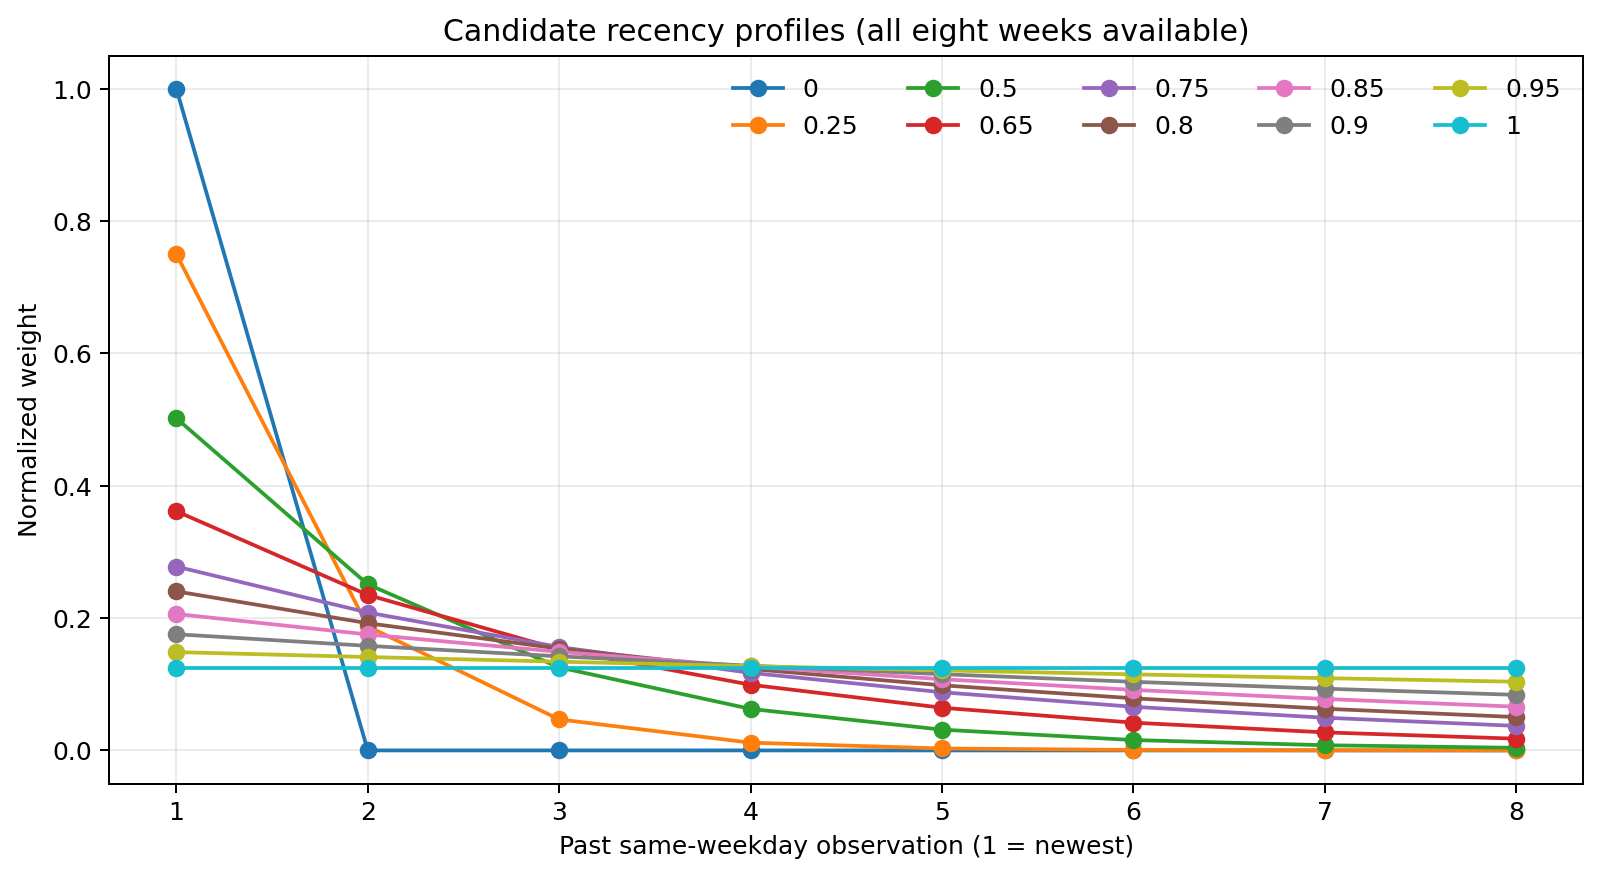 Candidate recency profiles (all eight weeks available)
0 0.5 0.75 0.85 0.95
0.25 0.65 0.8 0.9 1
1.0
0.8
0.6
0.4
0.2
0.0
Normalized weight
1 2 3 4 5 6 7 8
Past same-weekday observation (1 = newest)